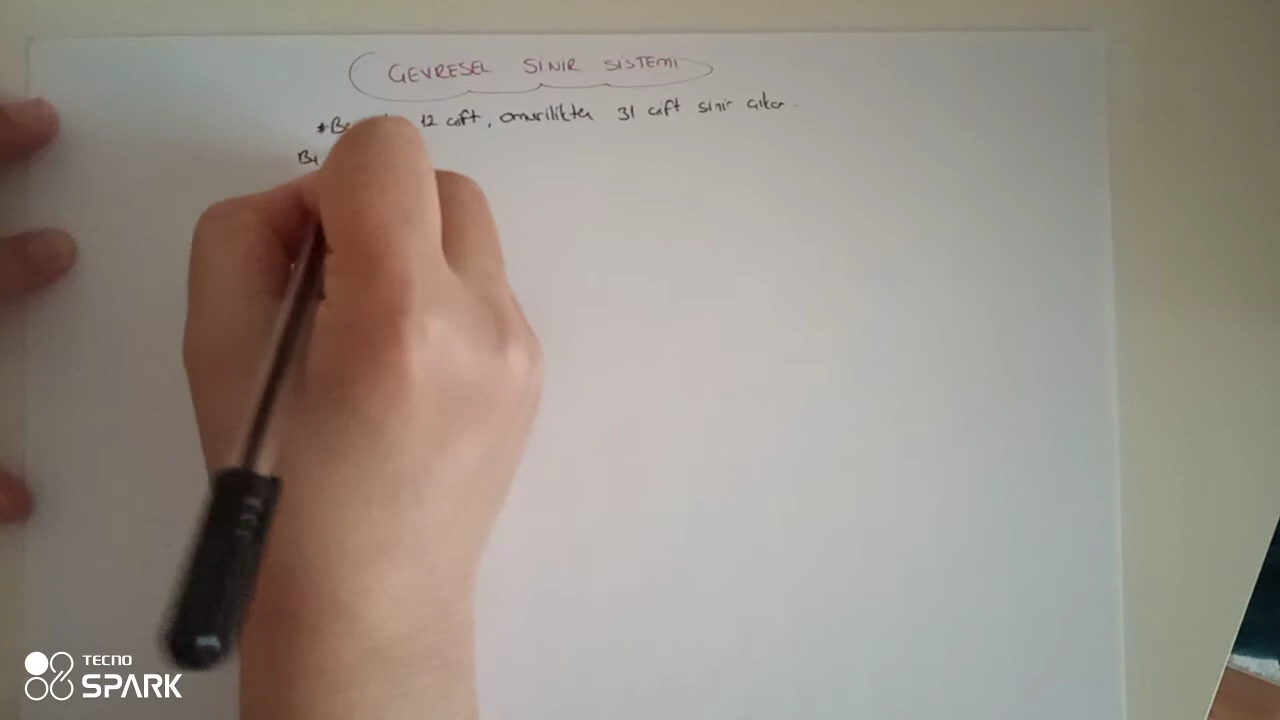 ÇEVRESEL SİNİR SİSTEMİ
* 12 çift, omurilikten 31 çift sinir çıkar.
TECNO
SPARK